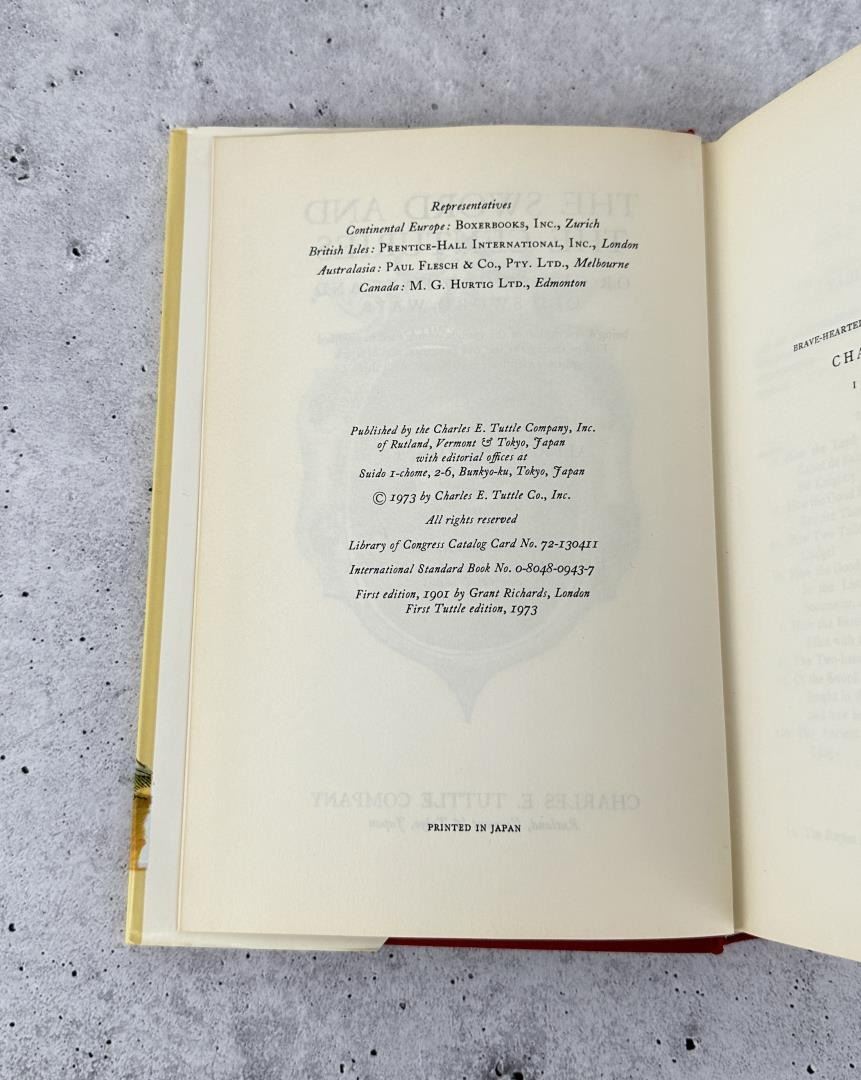 Representatives
Continental Europe: BOXERBOOKS, INC., Zurich
British Isles: PRENTICE-HALL INTERNATIONAL, INC., London
Australasia: PAUL FLESCH & CO., PTY. LTD., Melbourne
Canada: M. G. HURTIG LTD., Edmonton
Published by the Charles E. Tuttle Company, Inc.
of Rutland, Vermont & Tokyo, Japan
with editorial offices at
Suido 1-chome, 2-6, Bunkyo-ku, Tokyo, Japan
© 1973 by Charles E. Tuttle Co., Inc.
All rights reserved
Library of Congress Catalog Card No. 72-130411
International Standard Book No. 0-8048-0943-7
First edition, 1901 by Grant Richards, London
First Tuttle edition, 1973
PRINTED IN JAPAN
BRAVE-HEARTED
CHA